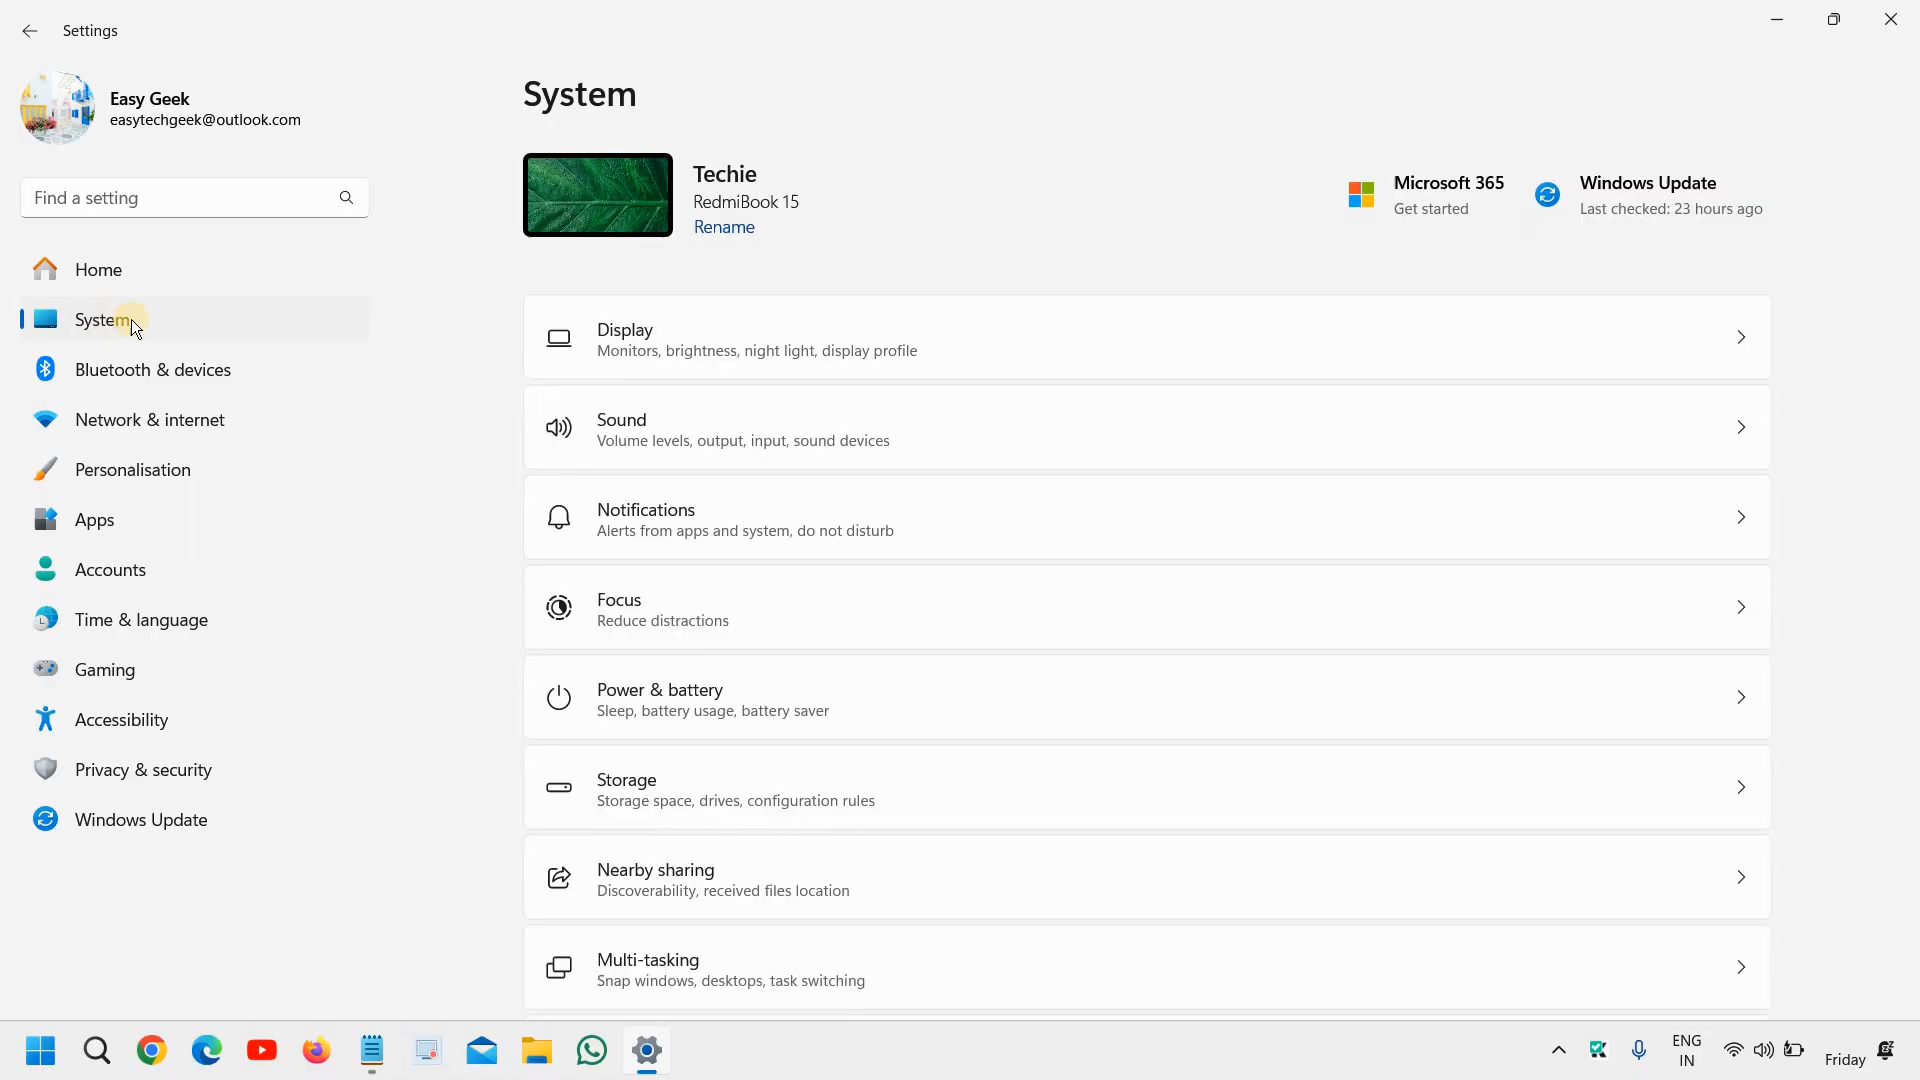 Settings
Easy Geek
easytechgeek@outlook.com
Find a setting
Home
System
Bluetooth & devices
Network & internet
Personalisation
Apps
Accounts
Time & language
Gaming
Accessibility
Privacy & security
Windows Update
System
Techie
RedmiBook 15
Rename
Microsoft 365
Get started
Windows Update
Last checked: 23 hours ago
Display
Monitors, brightness, night light, display profile
Sound
Volume levels, output, input, sound devices
Notifications
Alerts from apps and system, do not disturb
Focus
Reduce distractions
Power & battery
Sleep, battery usage, battery saver
Storage
Storage space, drives, configuration rules
Nearby sharing
Discoverability, received files location
Multi-tasking
Snap windows, desktops, task switching
ENG
IN
Friday